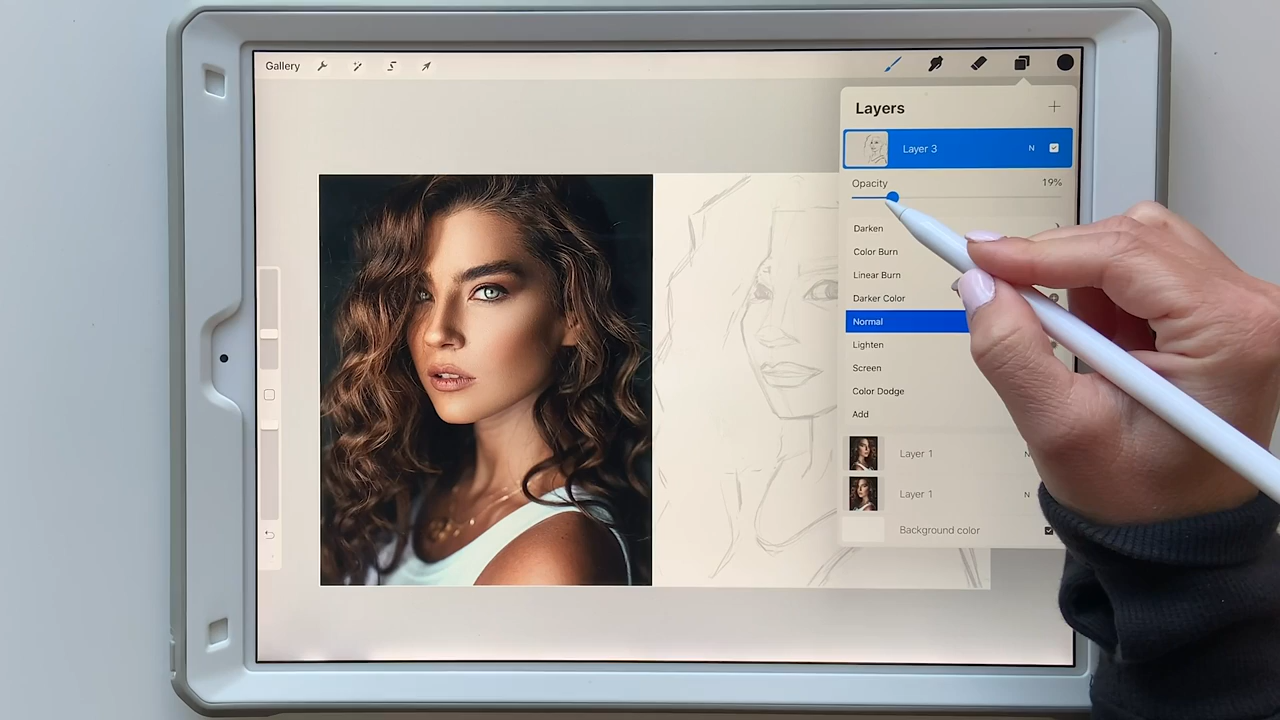 Gallery
Layers
Layer 3 N
Opacity 19%
Darken
Color Burn
Linear Burn
Darker Color
Normal
Lighten
Screen
Color Dodge
Add
Layer 1 N
Layer 1 N
Background color